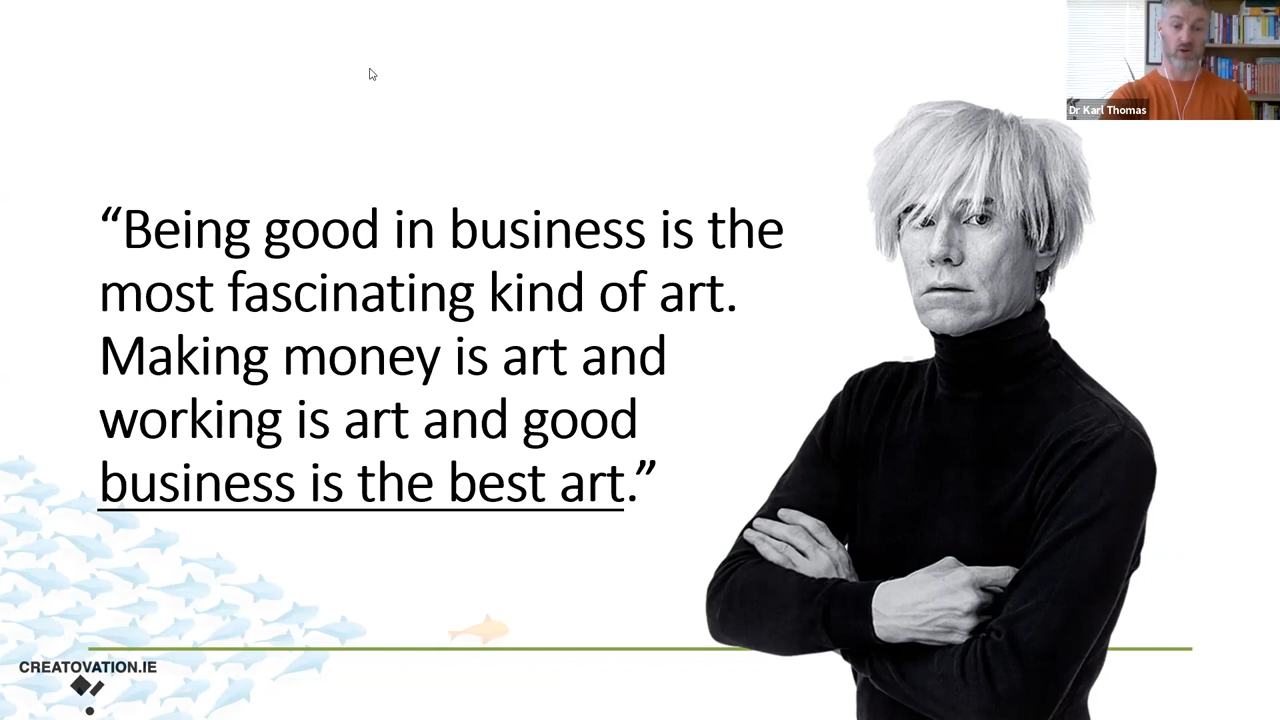 Dr Karl Thomas
“Being good in business is the
most fascinating kind of art.
Making money is art and
working is art and good
business is the best art.”
CREATOVATION.IE